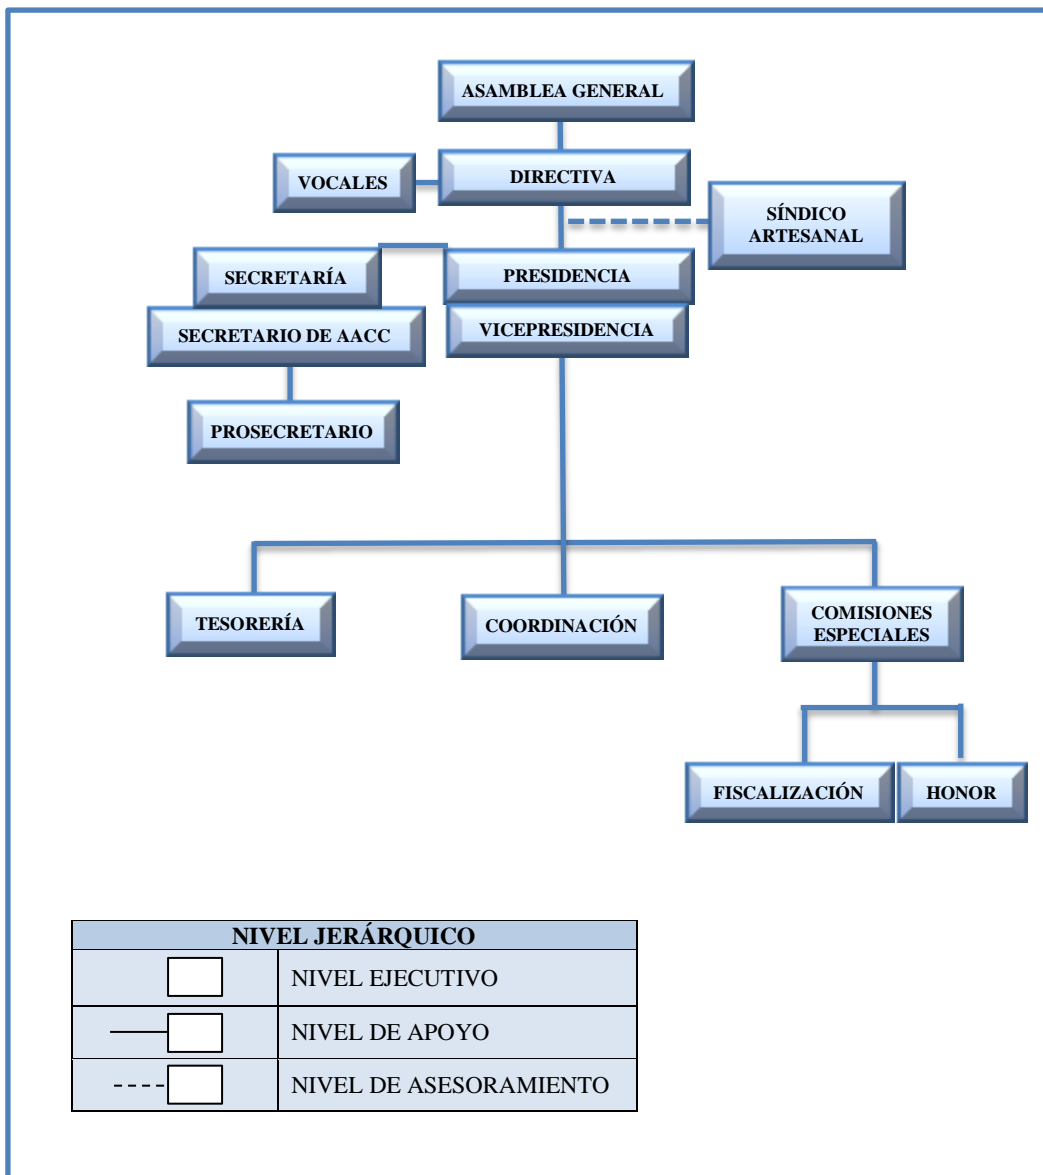 ASAMBLEA GENERAL
VOCALES
DIRECTIVA
SÍNDICO
ARTESANAL
SECRETARÍA
PRESIDENCIA
SECRETARIO DE AACC
VICEPRESIDENCIA
PROSECRETARIO
TESORERÍA
COORDINACIÓN
COMISIONES
ESPECIALES
FISCALIZACIÓN
HONOR
NIVEL JERÁRQUICO
NIVEL EJECUTIVO
NIVEL DE APOYO
NIVEL DE ASESORAMIENTO